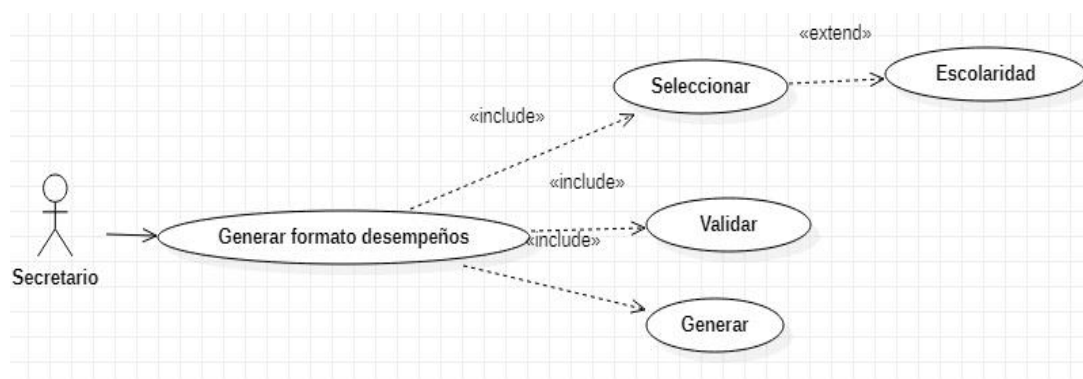 «extend»
Seleccionar
Escolaridad
«include»
«include»
Validar
Generar formato desempeños
«include»
Secretario
Generar